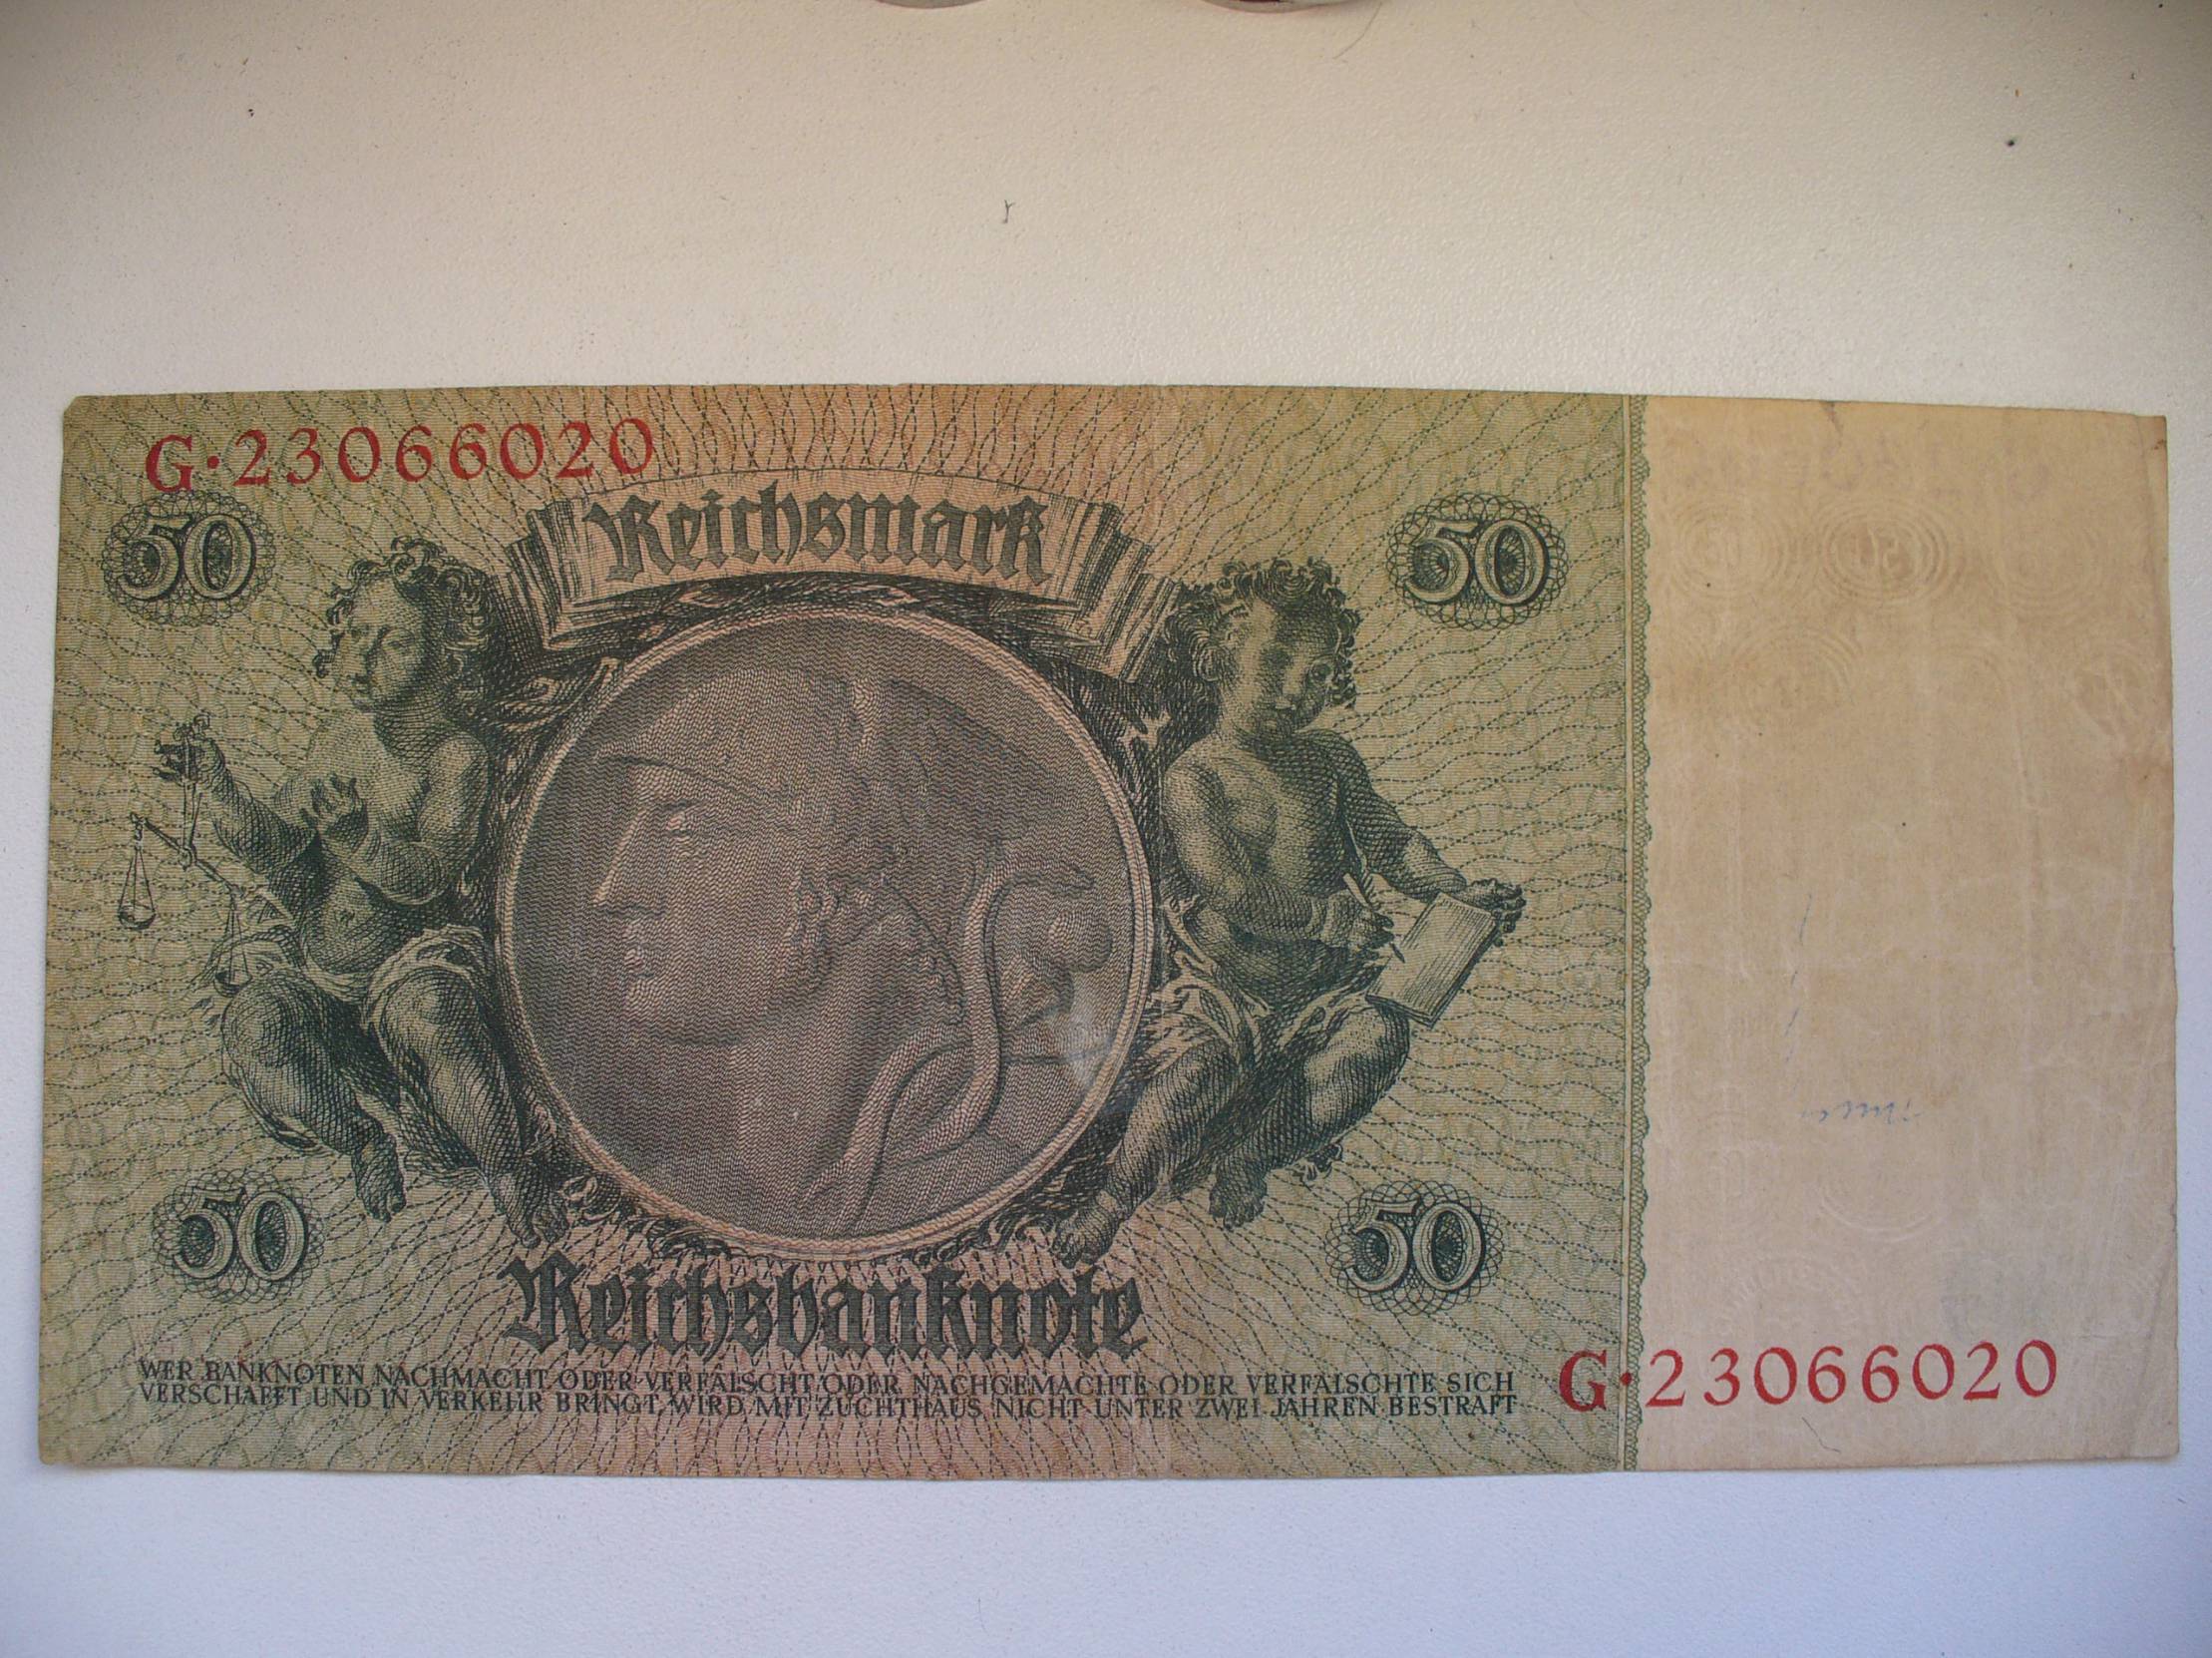 G·23066020
Reichsmark
50
50
50
50
Reichsbanknote
WER BANKNOTEN NACHMACHT ODER VERFÄLSCHT ODER NACHGEMACHTE ODER VERFÄLSCHTE SICH
VERSCHAFFT UND IN VERKEHR BRINGT, WIRD MIT ZUCHTHAUS NICHT UNTER ZWEI JAHREN BESTRAFT
G·23066020